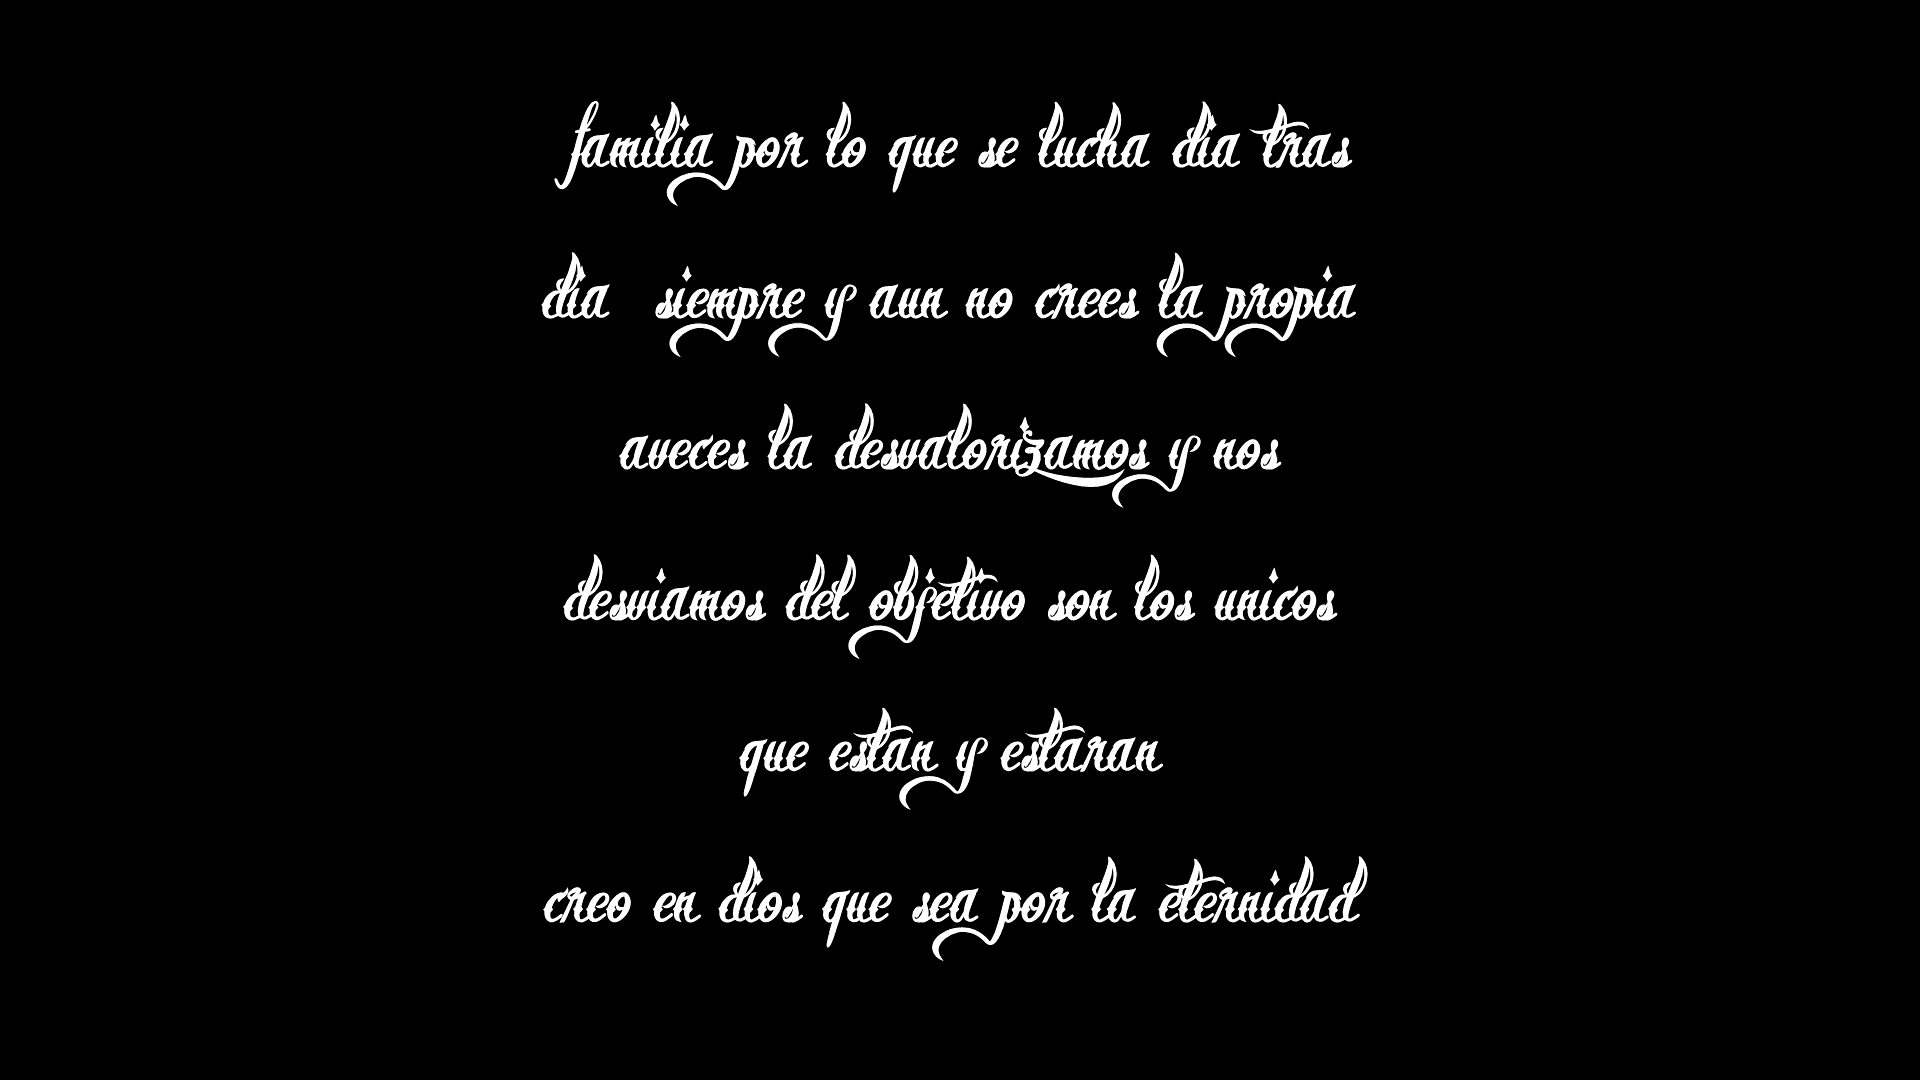 familia por lo que se lucha dia tras
dia siempre y aun no crees la propia
aveces la desvalorizamos y nos
desviamos del objetivo son los unicos
que estan y estaran
creo en dios que sea por la eternidad